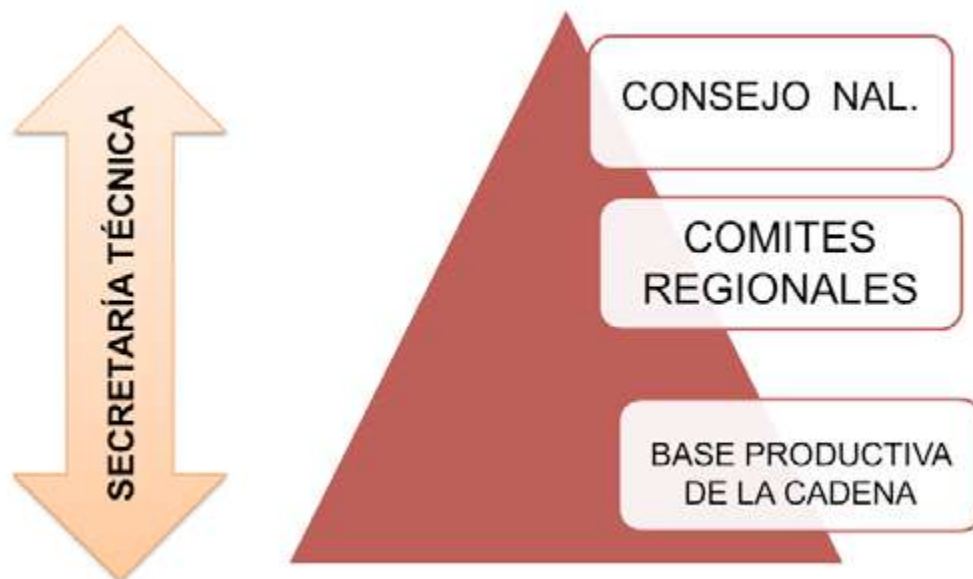 SECRETARÍA TÉCNICA
CONSEJO NAL.
COMITES
REGIONALES
BASE PRODUCTIVA
DE LA CADENA